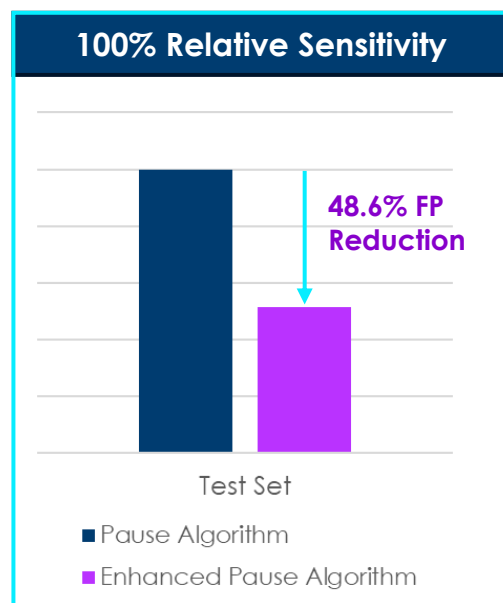 100% Relative Sensitivity
48.6% FP
Reduction
Test Set
Pause Algorithm
Enhanced Pause Algorithm